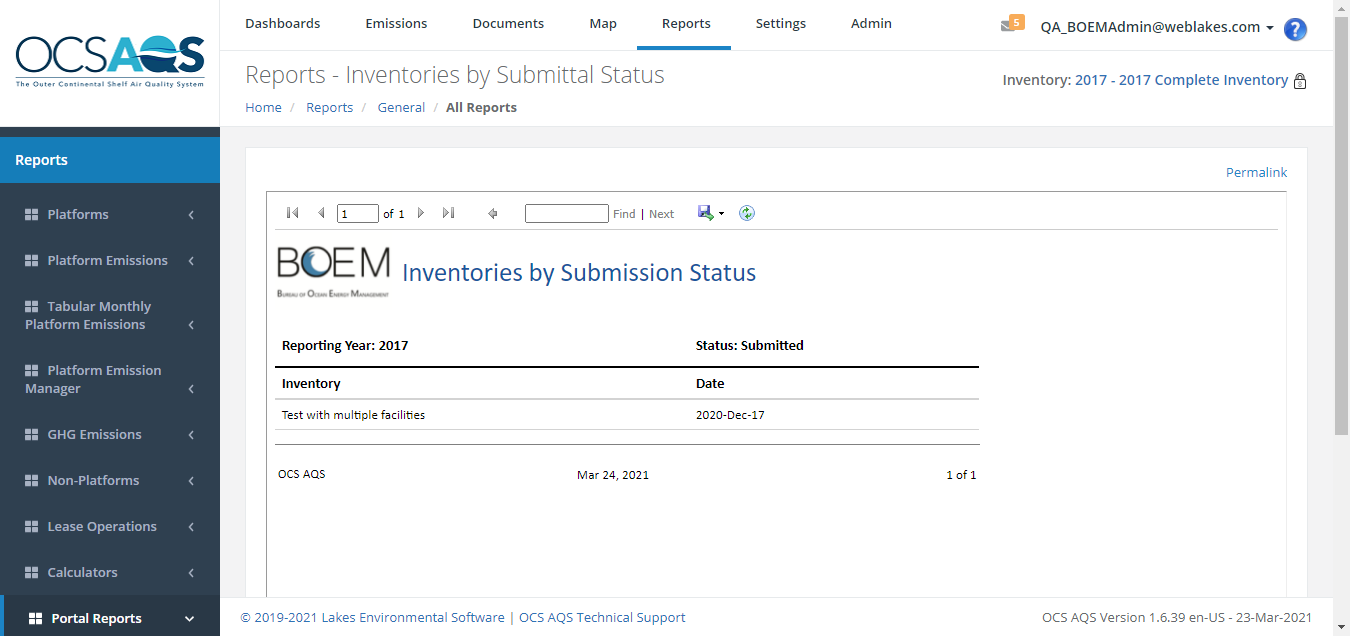 OCSAQS
The Outer Continental Shelf Air Quality System
Dashboards Emissions Documents Map Reports Settings Admin
5 QA_BOEMAdmin@weblakes.com ?
Reports - Inventories by Submittal Status
Home / Reports / General / All Reports
Inventory: 2017 - 2017 Complete Inventory
Reports
Platforms
Platform Emissions
Tabular Monthly
Platform Emissions
Platform Emission
Manager
GHG Emissions
Non-Platforms
Lease Operations
Calculators
Portal Reports
Permalink
1 of 1 Find | Next
BOEM
Bureau of Ocean Energy Management
Inventories by Submission Status
Reporting Year: 2017 Status: Submitted
Inventory Date
Test with multiple facilities 2020-Dec-17
OCS AQS Mar 24, 2021 1 of 1
© 2019-2021 Lakes Environmental Software | OCS AQS Technical Support
OCS AQS Version 1.6.39 en-US - 23-Mar-2021